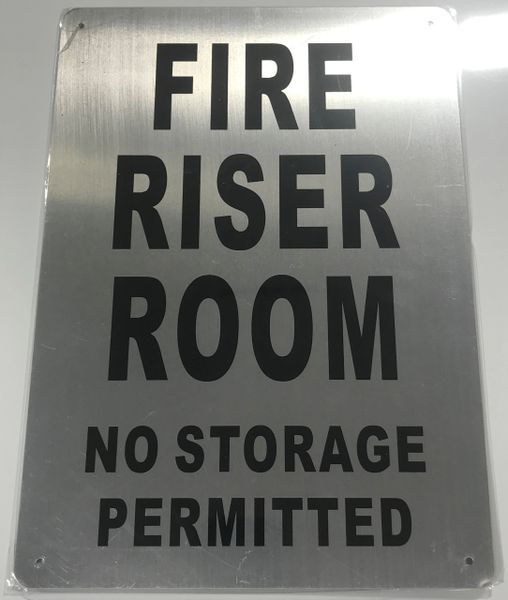 FIRE
RISER
ROOM
NO STORAGE
PERMITTED